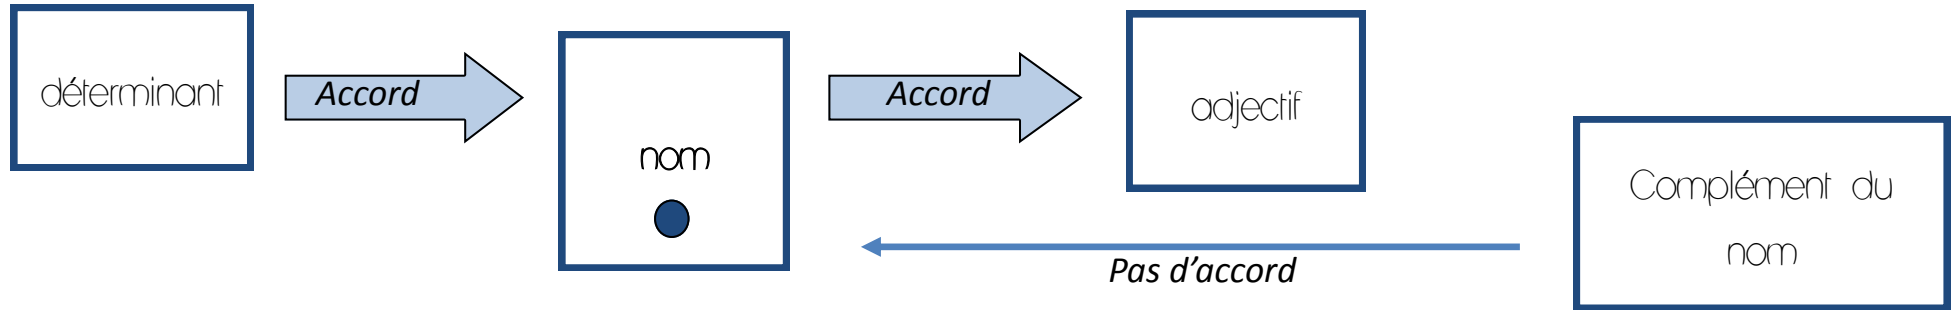 déterminant
Accord
nom
Accord
adjectif
Complément du
nom
Pas d’accord